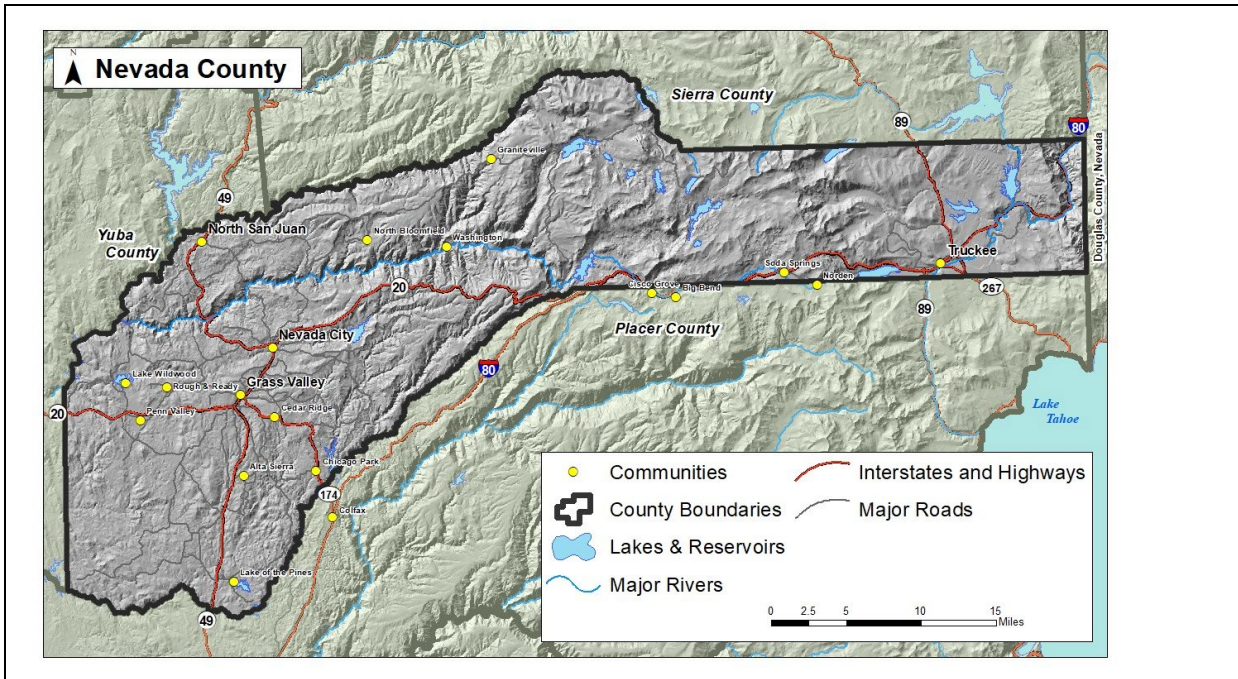 N
Nevada County
Sierra County
89
80
Douglas County, Nevada
Graniteville
49
Yuba
County
North San Juan
North Bloomfield
Washington
Truckee
Soda Springs
Norden
20
Cisco Grove
Big Bend
267
Placer County
89
Nevada City
80
Lake Wildwood
Rough & Ready
Grass Valley
20
Penn Valley
Cedar Ridge
Lake
Tahoe
Alta Sierra
Chicago Park
174
Colfax
Lake of the Pines
49
Communities
Interstates and Highways
County Boundaries
Major Roads
Lakes & Reservoirs
Major Rivers
0 2.5 5 10 15
Miles